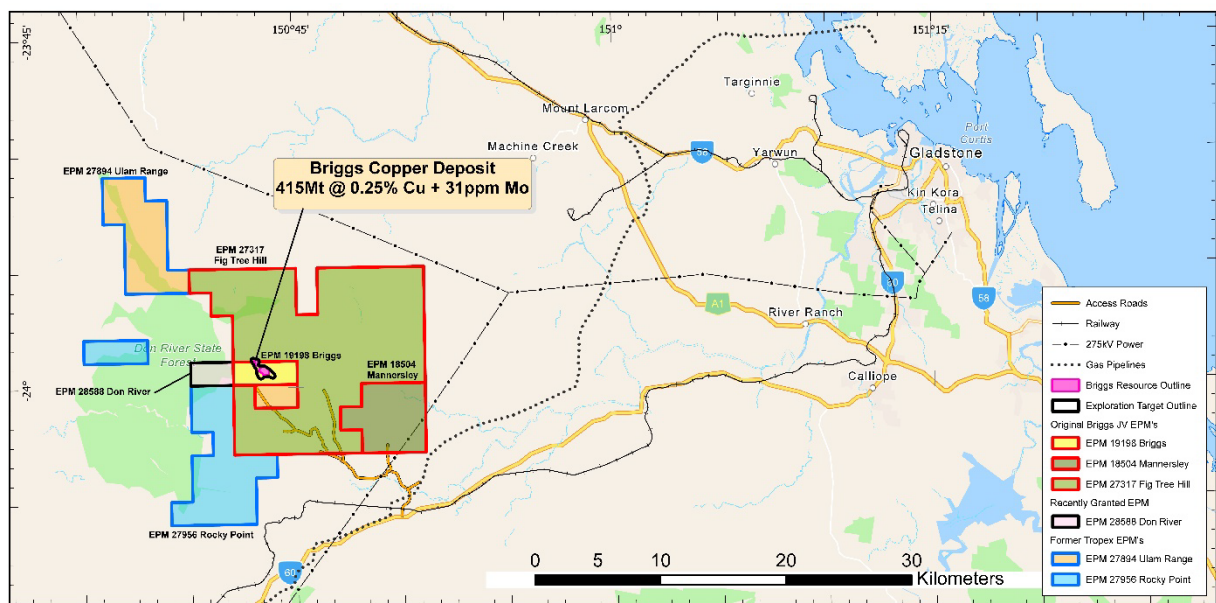 150°45'
151°
151°15'
-23°45'
Targinnie
Mount Larcom
Port
Curtis
Machine Creek
58
Yarwun
Gladstone
Briggs Copper Deposit
415Mt @ 0.25% Cu + 31ppm Mo
EPM 27894 Ulam Range
Kin Kora
Telina
EPM 27317
Fig Tree Hill
A1
58
River Ranch
Don River State
Forest
EPM 19198 Briggs
EPM 18504
Mannersley
EPM 28588 Don River
-24°
Calliope
EPM 27956 Rocky Point
60
0 10 20 30
Kilometers
Access Roads
Railway
275kV Power
Gas Pipelines
Briggs Resource Outline
Exploration Target Outline
Original Briggs JV EPM's
EPM 19198 Briggs
EPM 18504 Mannersley
EPM 27317 Fig Tree Hill
Recently Granted EPM
EPM 28588 Don River
Former Tropex EPM's
EPM 27894 Ulam Range
EPM 27956 Rocky Point